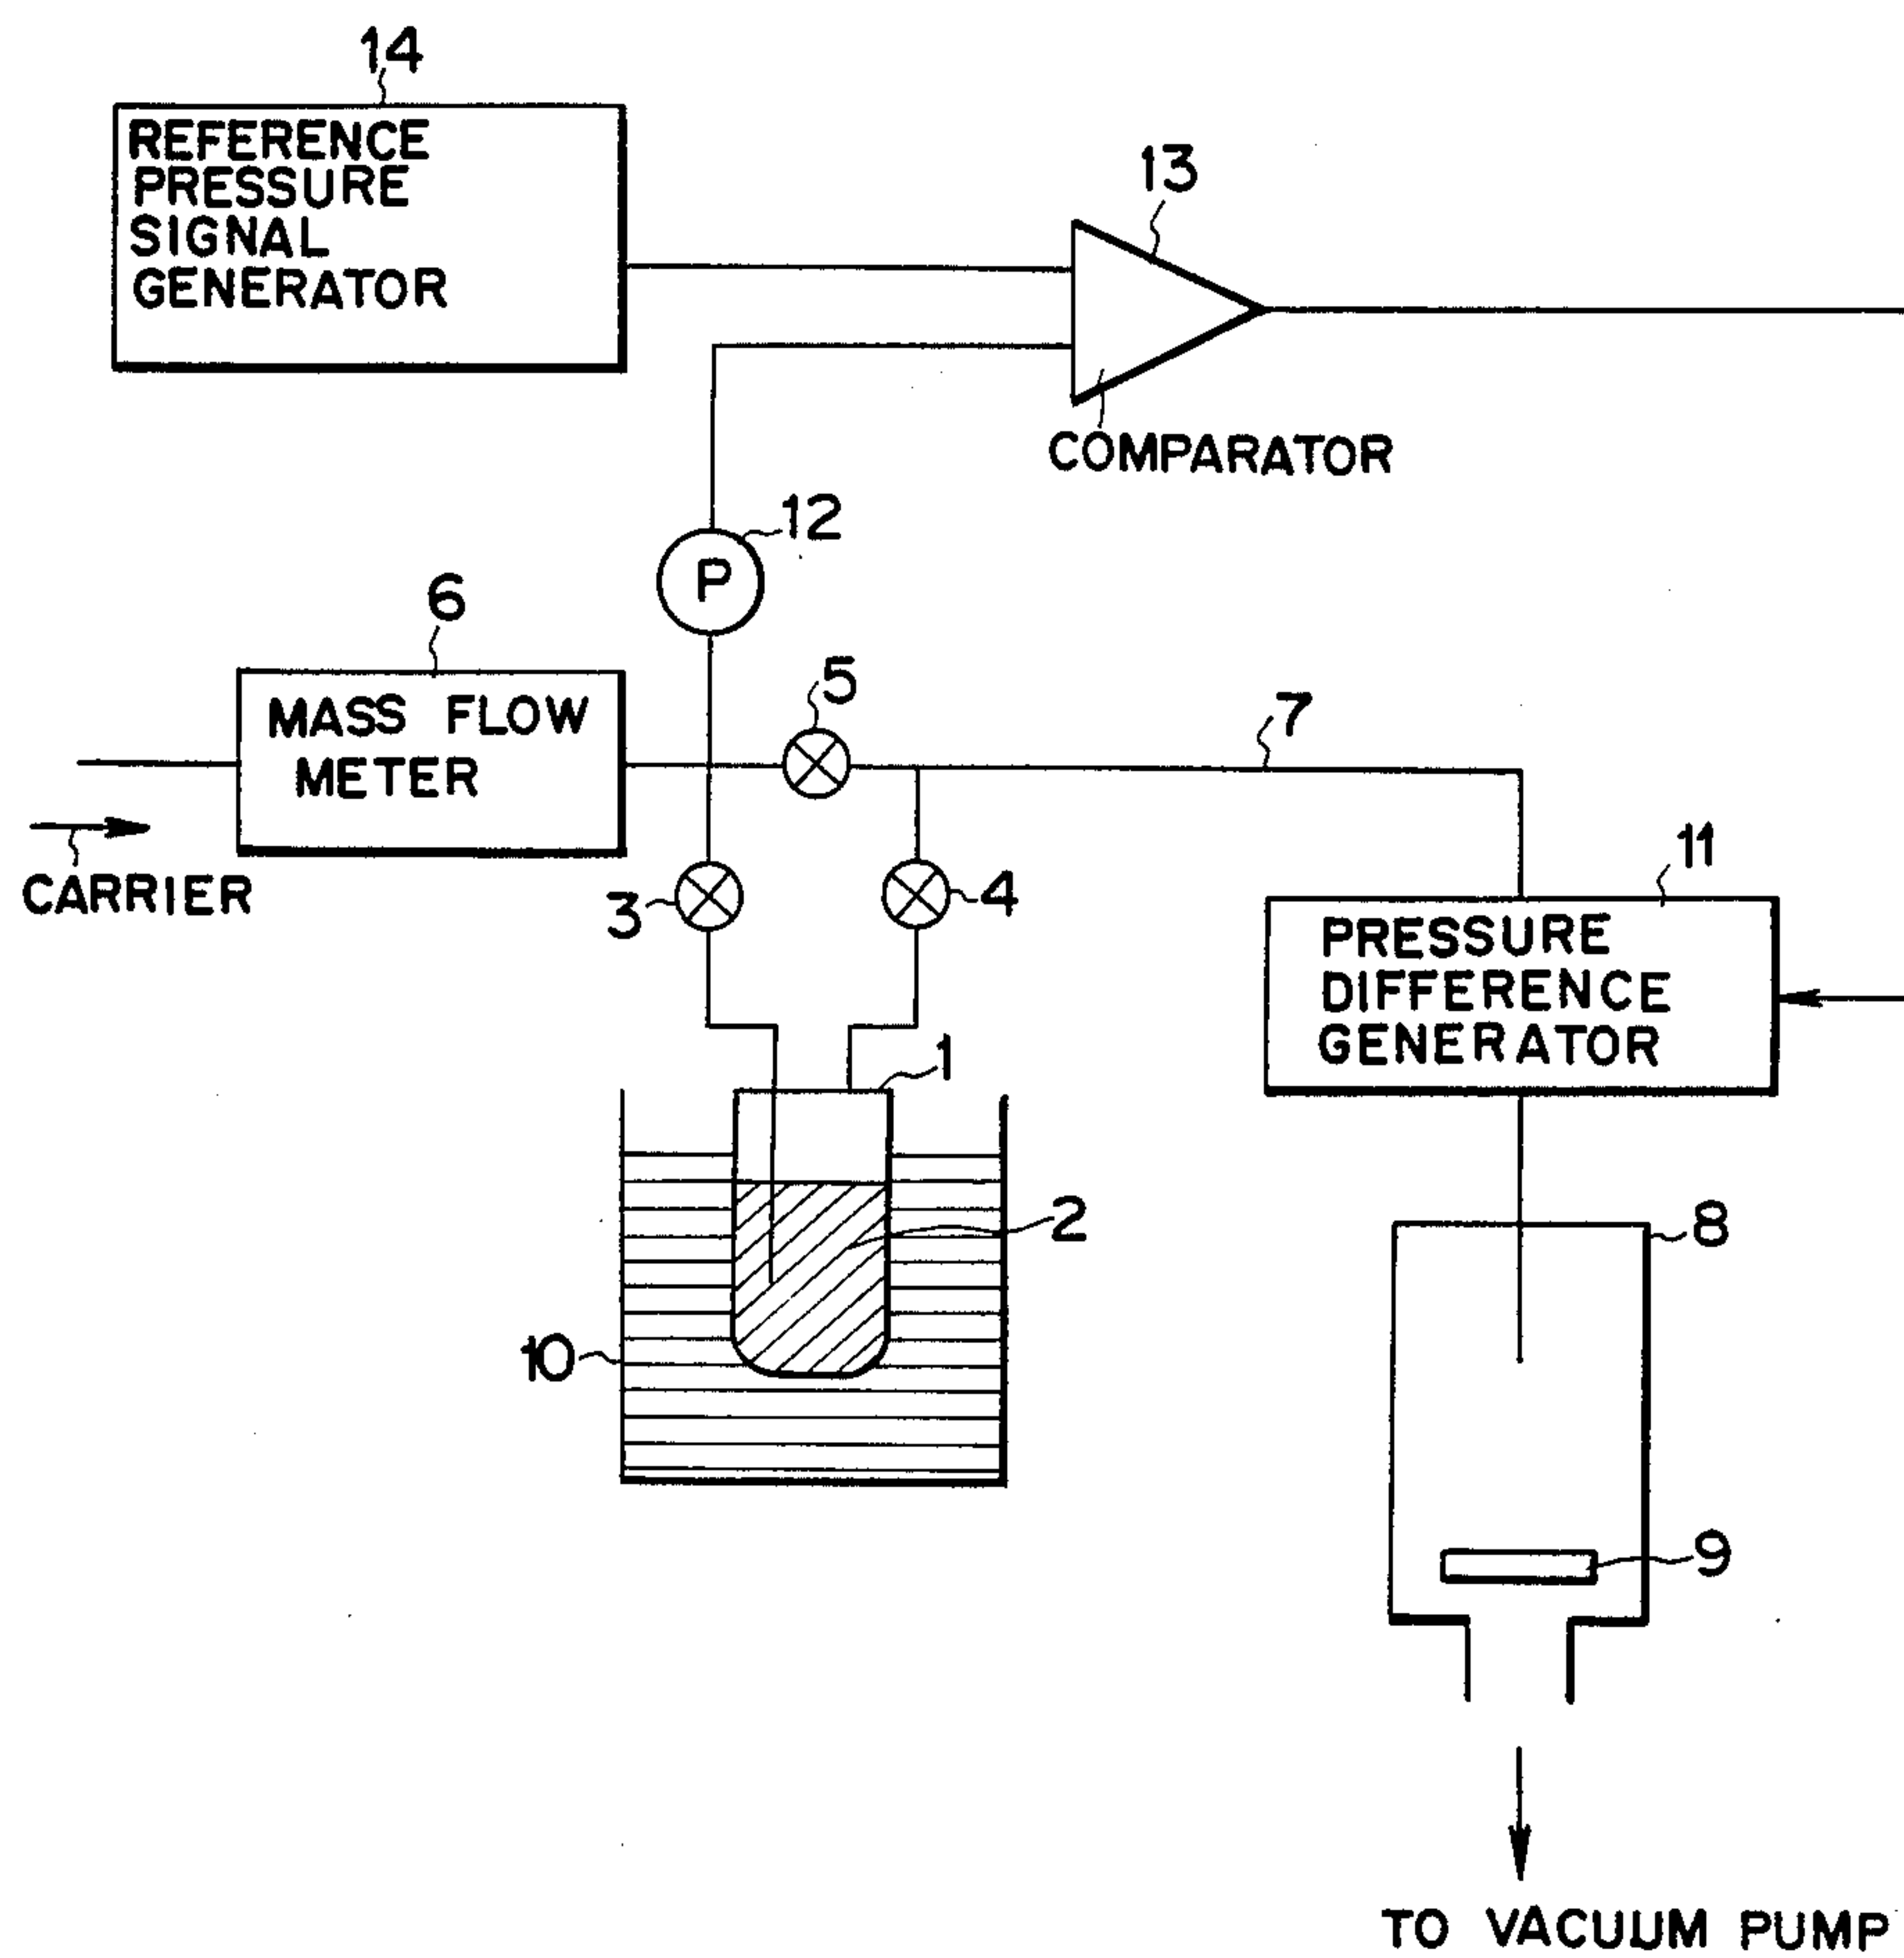 14
REFERENCE
PRESSURE
SIGNAL
GENERATOR
13
COMPARATOR
12
P
6
MASS FLOW
METER
5
7
CARRIER
3
4
11
PRESSURE
DIFFERENCE
GENERATOR
1
2
10
8
9
TO VACUUM PUMP